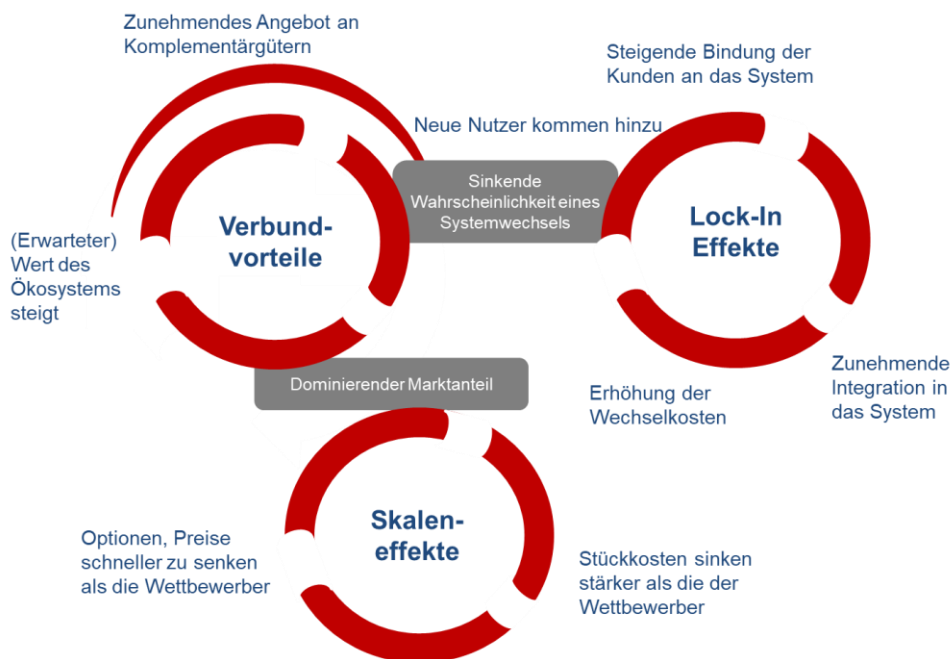 Zunehmendes Angebot an
Komplementärgütern
Steigende Bindung der
Kunden an das System
Neue Nutzer kommen hinzu
Sinkende
Wahrscheinlichkeit eines
Systemwechsels
Verbund-
vorteile
Lock-In
Effekte
(Erwarteter)
Wert des
Ökosystems
steigt
Zunehmende
Integration in
das System
Erhöhung der
Wechselkosten
Dominierender Marktanteil
Skalen-
effekte
Optionen, Preise
schneller zu senken
als die Wettbewerber
Stückkosten sinken
stärker als die der
Wettbewerber